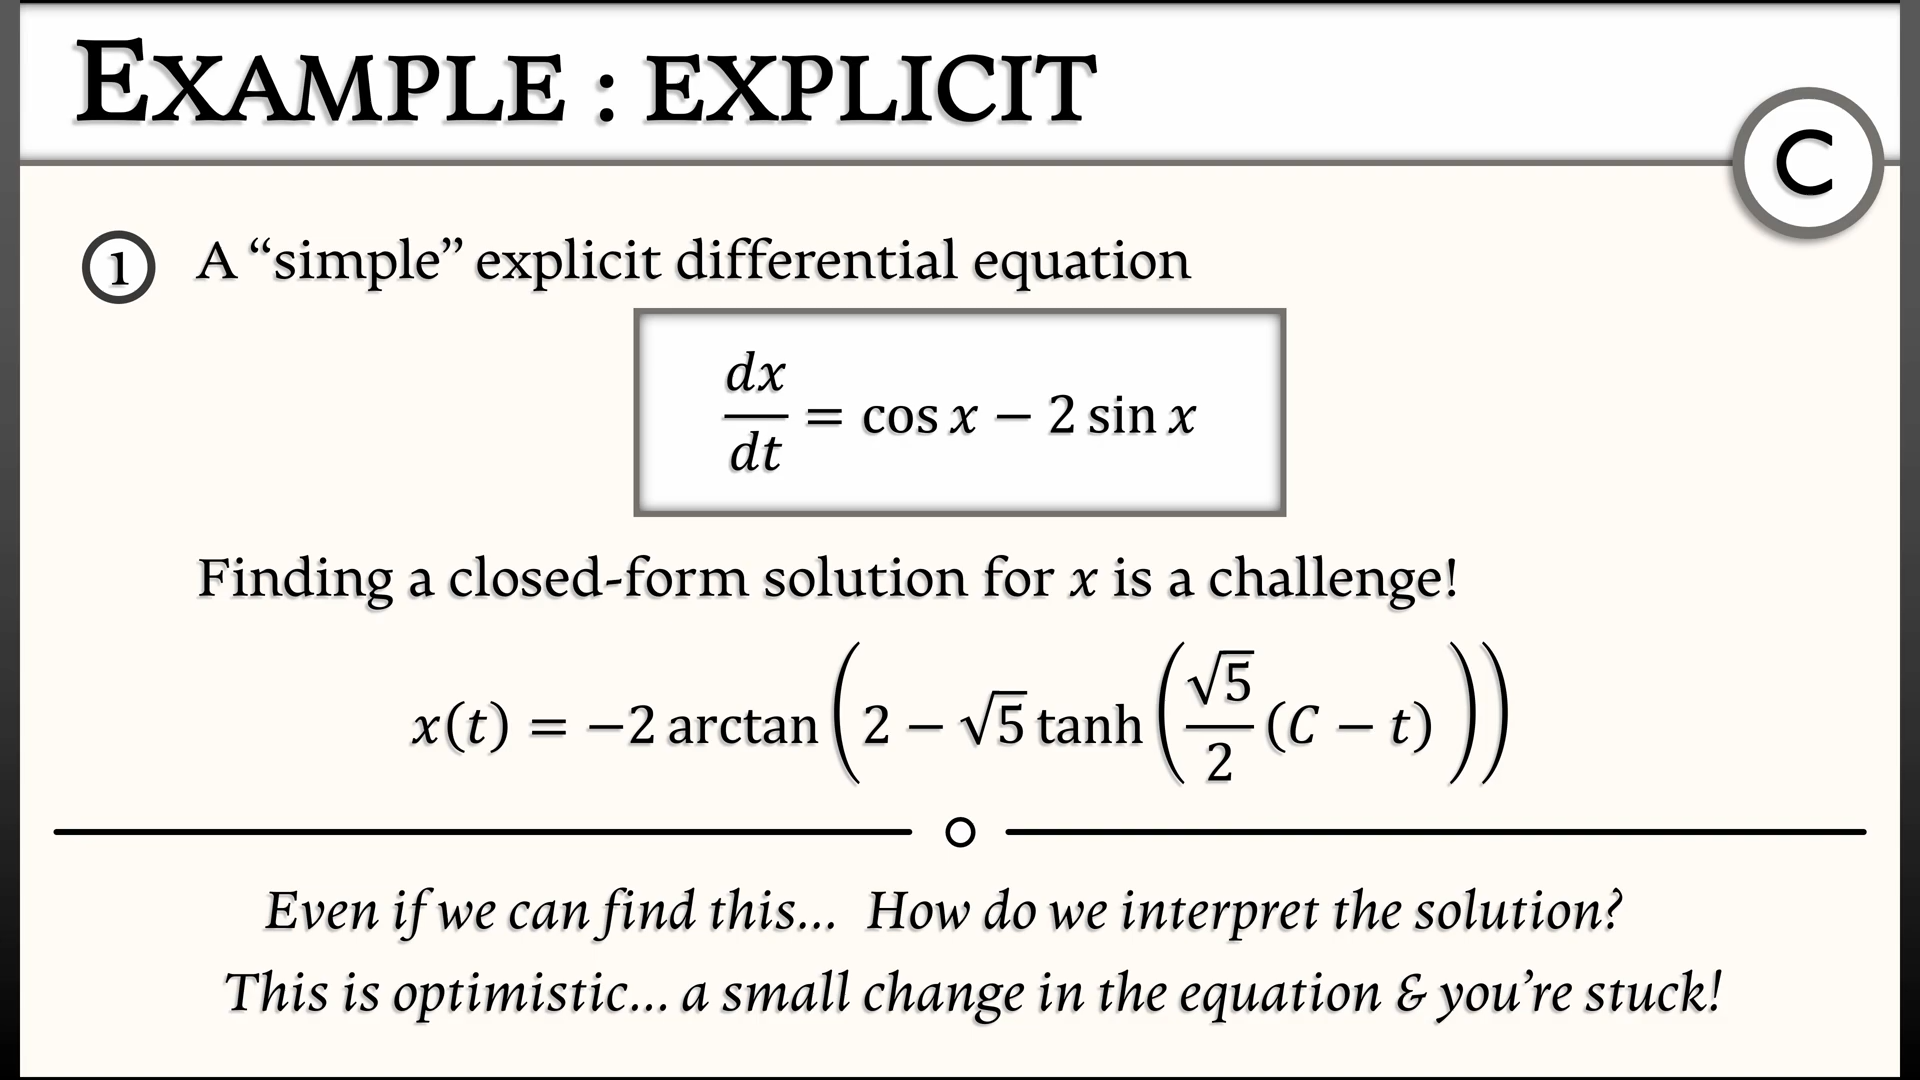 EXAMPLE : EXPLICIT
C
1 A “simple” explicit differential equation
dx/dt = cos x − 2 sin x
Finding a closed-form solution for x is a challenge!
x(t) = −2 arctan(2 − √5 tanh(√5/2 (C − t)))
Even if we can find this... How do we interpret the solution?
This is optimistic... a small change in the equation & you’re stuck!